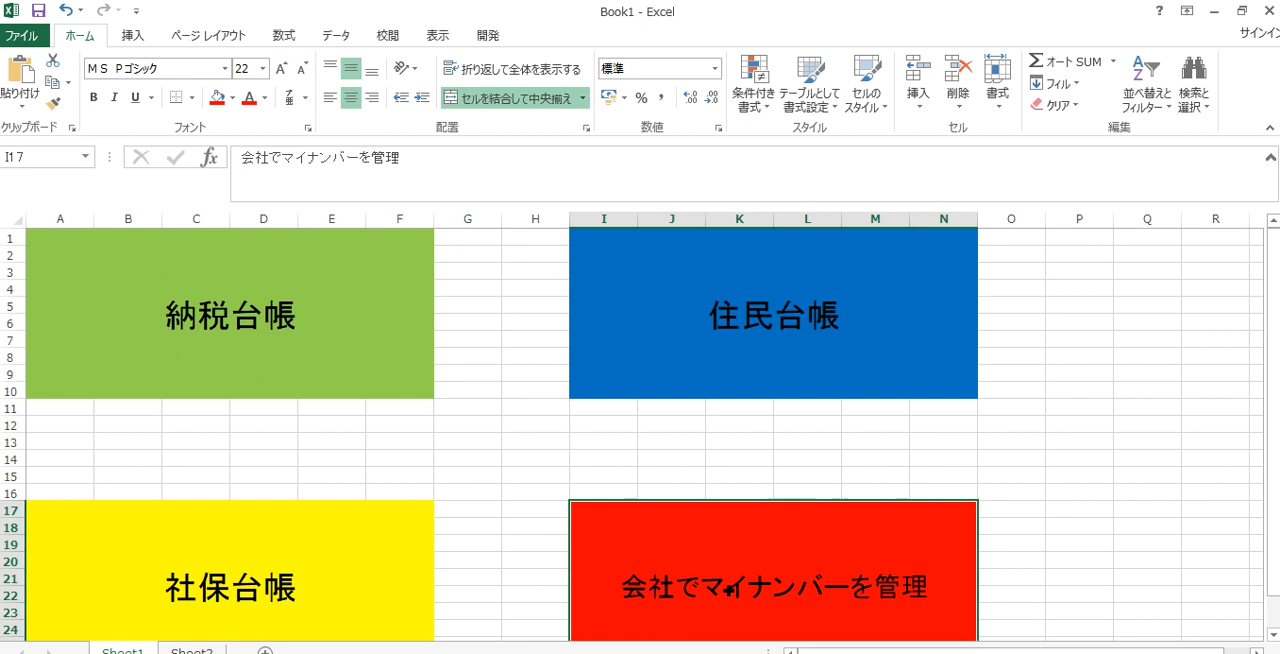 Book1 - Excel
サインイン
ファイル ホーム 挿入 ページ レイアウト 数式 データ 校閲 表示 開発
貼り付け
クリップボード
ＭＳ Ｐゴシック 22
B I U A
フォント
折り返して全体を表示する
セルを結合して中央揃え
配置
標準
%
数値
条件付き書式 テーブルとして書式設定 セルのスタイル
スタイル
挿入 削除 書式
セル
Σ オート SUM
フィル
クリア
並べ替えとフィルター 検索と選択
編集
I17 fx 会社でマイナンバーを管理
A B C D E F G H I J K L M N O P Q R
1
2
3
4
5
6
7
8
9
10
11
12
13
14
15
16
17
18
19
20
21
22
23
24
納税台帳 住民台帳
社保台帳 会社でマイナンバーを管理
Sheet1 Sheet2